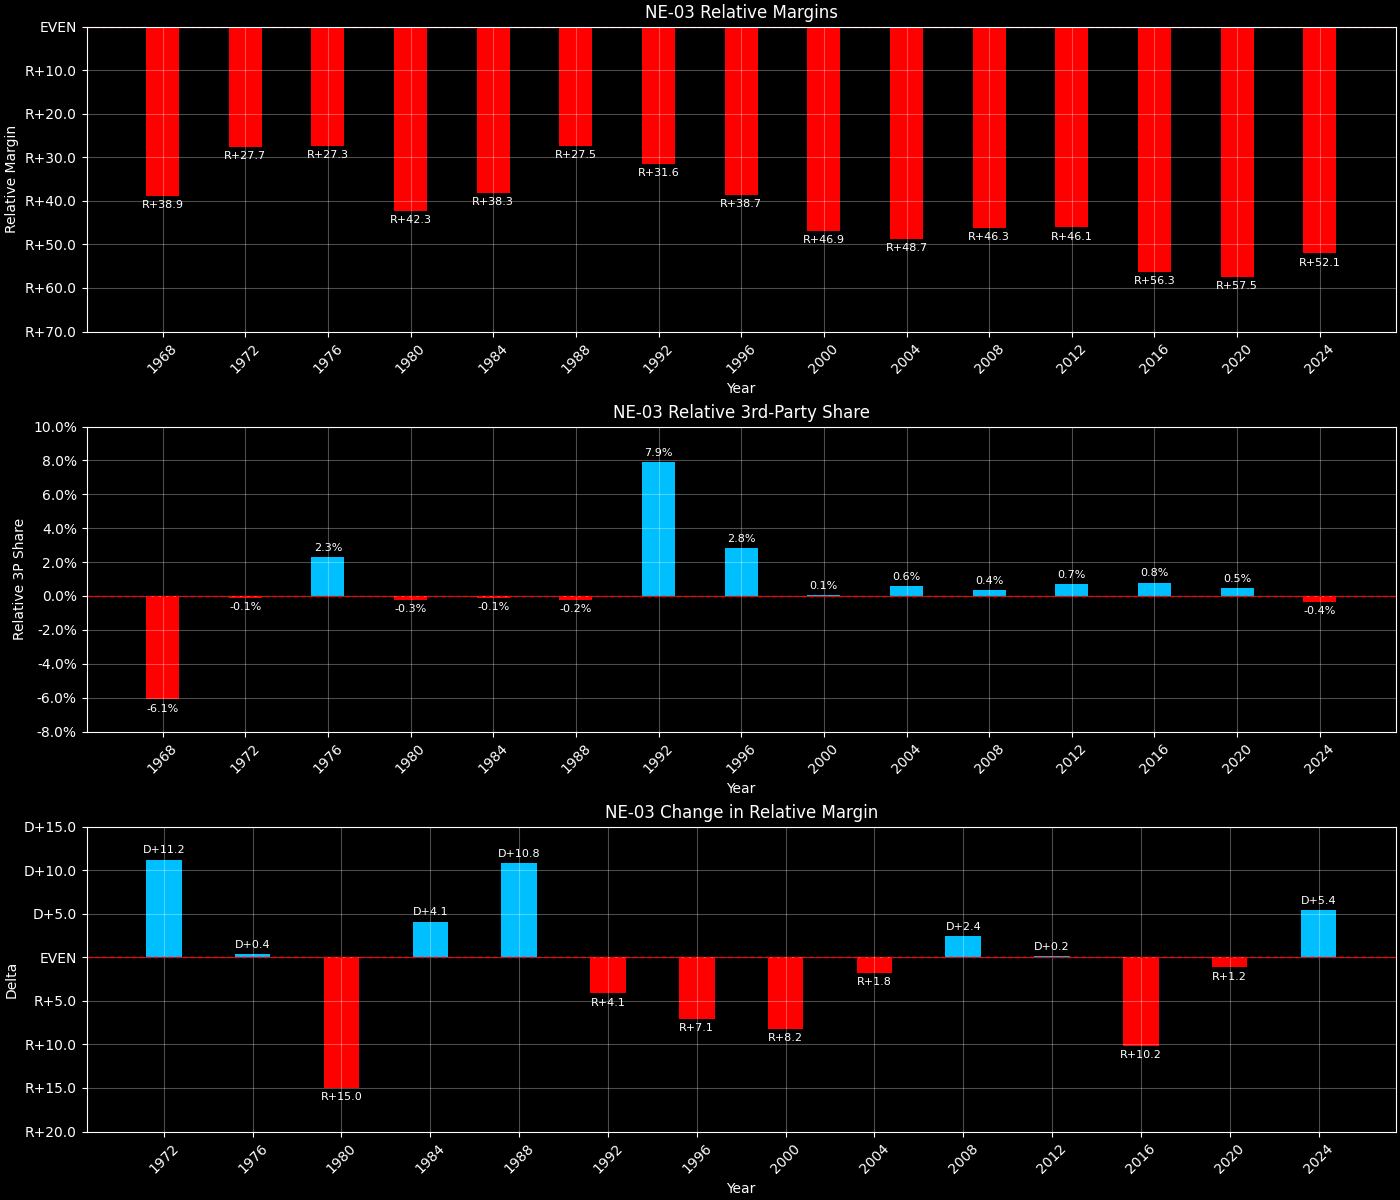 NE-03 Relative Margins
Relative Margin
EVEN
R+10.0
R+20.0
R+30.0
R+40.0
R+50.0
R+60.0
R+70.0
R+38.9
R+27.7
R+27.3
R+42.3
R+38.3
R+27.5
R+31.6
R+38.7
R+46.9
R+48.7
R+46.3
R+46.1
R+56.3
R+57.5
R+52.1
1968
1972
1976
1980
1984
1988
1992
1996
2000
2004
2008
2012
2016
2020
2024
Year
NE-03 Relative 3rd-Party Share
Relative 3P Share
10.0%
8.0%
6.0%
4.0%
2.0%
0.0%
-2.0%
-4.0%
-6.0%
-8.0%
-6.1%
-0.1%
2.3%
-0.3%
-0.1%
-0.2%
7.9%
2.8%
0.1%
0.6%
0.4%
0.7%
0.8%
0.5%
-0.4%
1968
1972
1976
1980
1984
1988
1992
1996
2000
2004
2008
2012
2016
2020
2024
Year
NE-03 Change in Relative Margin
Delta
D+15.0
D+10.0
D+5.0
EVEN
R+5.0
R+10.0
R+15.0
R+20.0
D+11.2
D+0.4
R+15.0
D+4.1
D+10.8
R+4.1
R+7.1
R+8.2
R+1.8
D+2.4
D+0.2
R+10.2
R+1.2
D+5.4
1972
1976
1980
1984
1988
1992
1996
2000
2004
2008
2012
2016
2020
2024
Year